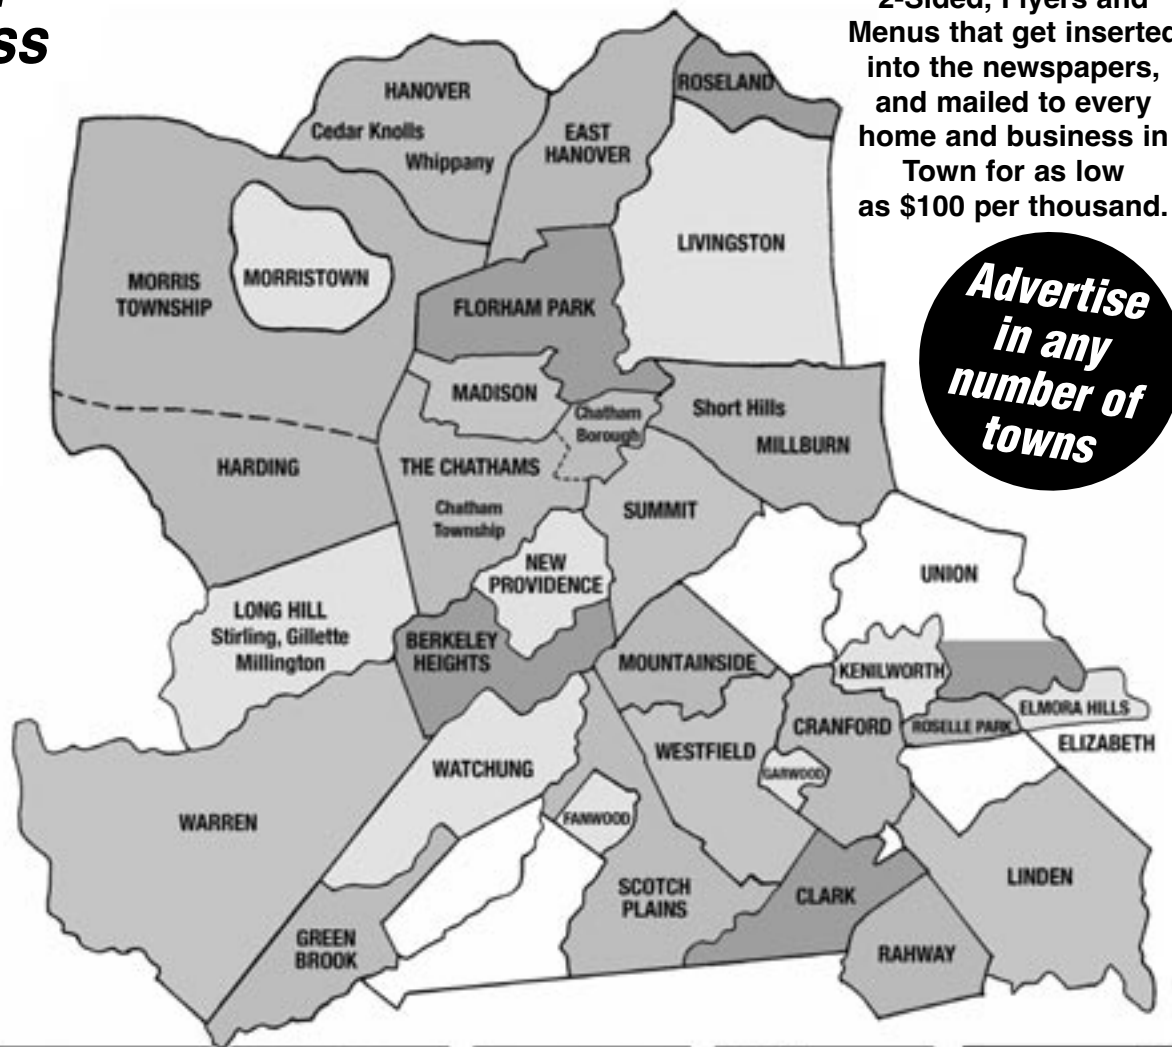 SS
2-Sided, Flyers and
Menus that get inserted
into the newspapers,
and mailed to every
home and business in
Town for as low
as $100 per thousand.
Advertise
in any
number of
towns
HANOVER
Cedar Knolls
Whippany
EAST
HANOVER
ROSELAND
LIVINGSTON
MORRIS
TOWNSHIP
MORRISTOWN
FLORHAM PARK
MADISON
Chatham
Borough
Short Hills
MILLBURN
HARDING
THE CHATHAMS
Chatham
Township
SUMMIT
NEW
PROVIDENCE
UNION
LONG HILL
Stirling, Gillette
Millington
BERKELEY
HEIGHTS
MOUNTAINSIDE
KENILWORTH
ELMORA HILLS
ROSELLE PARK
ELIZABETH
CRANFORD
WESTFIELD
GARWOOD
WATCHUNG
FANWOOD
WARREN
SCOTCH
PLAINS
CLARK
LINDEN
GREEN
BROOK
RAHWAY